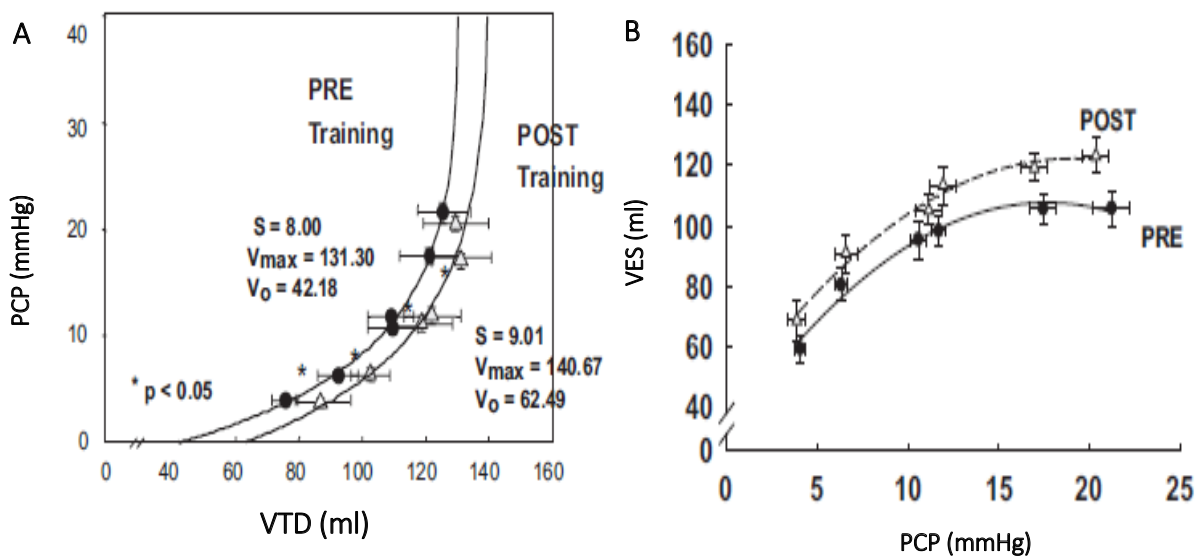 A
40
30
20
10
0
PCP (mmHg)
PRE
Training
POST
Training
S = 8.00
Vmax = 131.30
Vo = 42.18
S = 9.01
Vmax = 140.67
Vo = 62.49
* p < 0.05
*
*
*
*
0
40
60
80
100
120
140
160
VTD (ml)
B
160
140
120
100
80
60
40
0
VES (ml)
POST
PRE
0
5
10
15
20
25
PCP (mmHg)